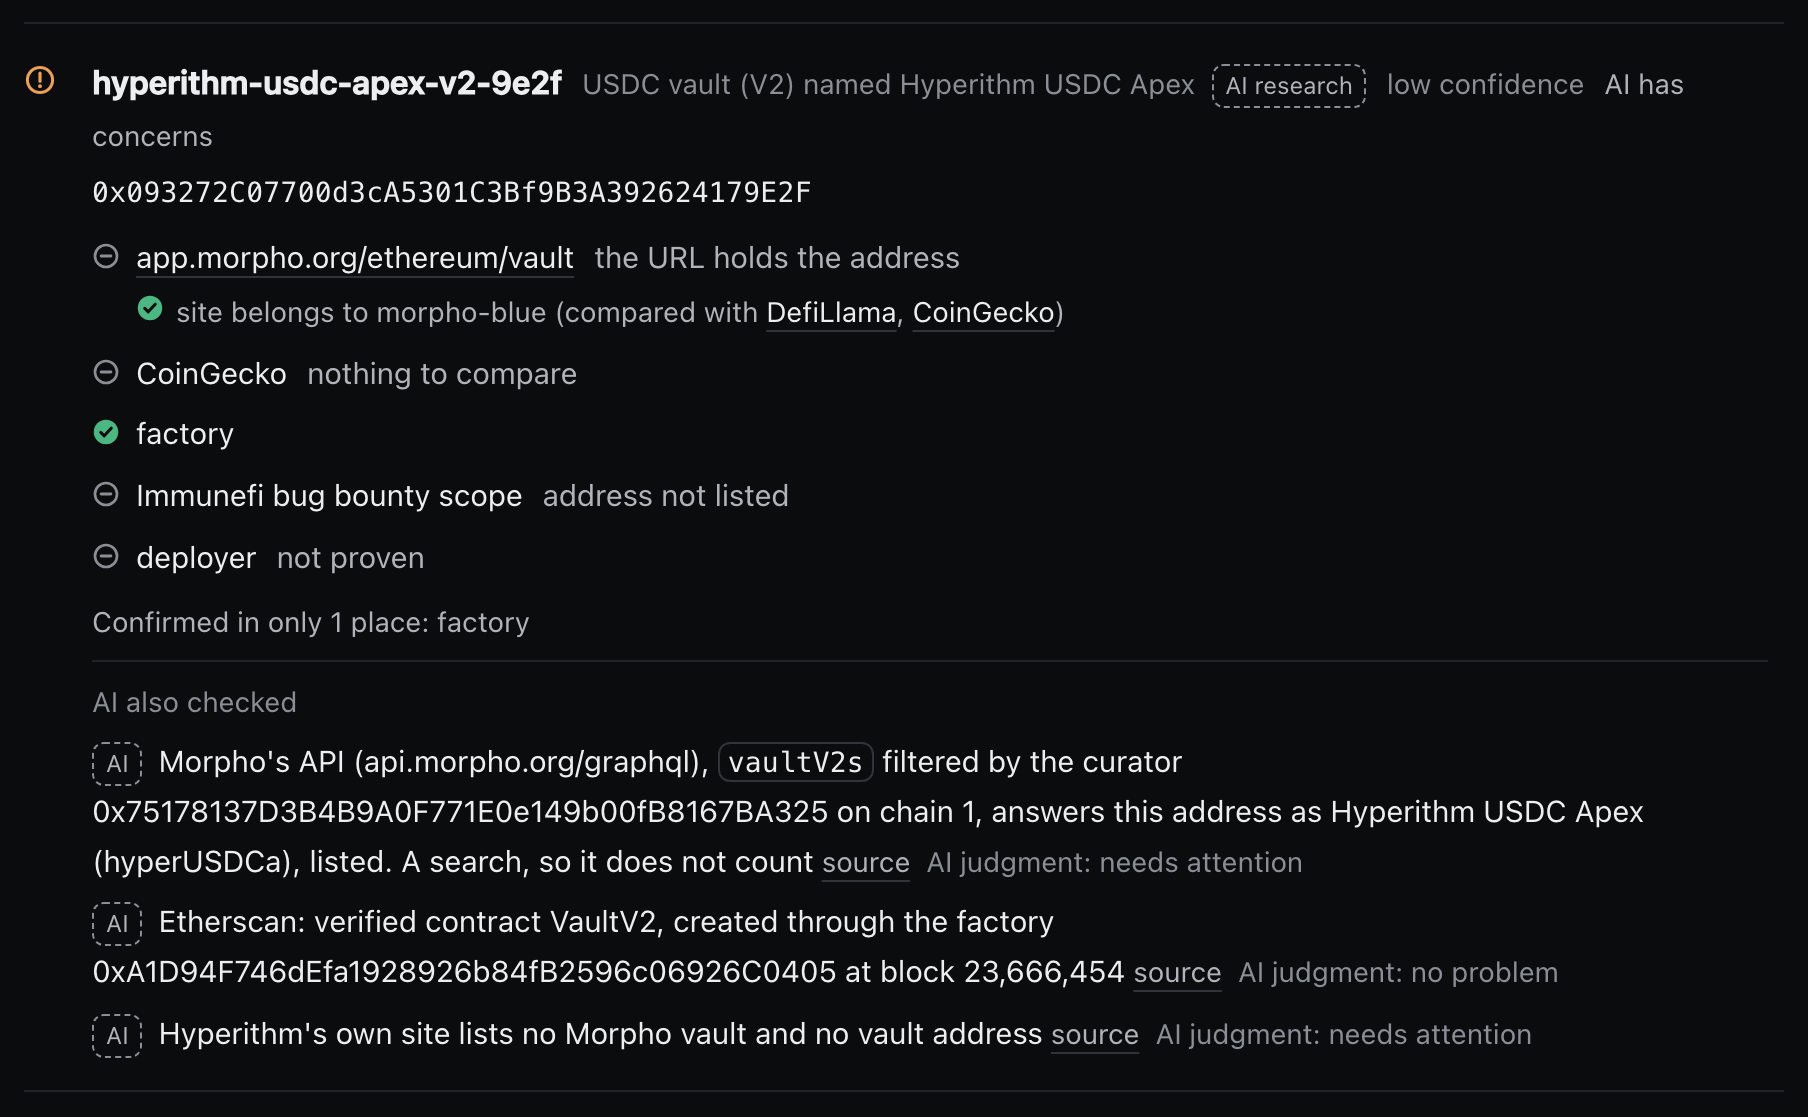 hyperithm-usdc-apex-v2-9e2f USDC vault (V2) named Hyperithm USDC Apex AI research low confidence AI has
concerns
0x093272C07700d3cA5301C3Bf9B3A392624179E2F
app.morpho.org/ethereum/vault the URL holds the address
site belongs to morpho-blue (compared with DefiLlama, CoinGecko)
CoinGecko nothing to compare
factory
Immunefi bug bounty scope address not listed
deployer not proven
Confirmed in only 1 place: factory
AI also checked
AI Morpho's API (api.morpho.org/graphql), vaultV2s filtered by the curator
0x75178137D3B4B9A0F771E0e149b00fB8167BA325 on chain 1, answers this address as Hyperithm USDC Apex
(hyperUSDCa), listed. A search, so it does not count source AI judgment: needs attention
AI Etherscan: verified contract VaultV2, created through the factory
0xA1D94F746dEfa1928926b84fB2596c06926C0405 at block 23,666,454 source AI judgment: no problem
AI Hyperithm's own site lists no Morpho vault and no vault address source AI judgment: needs attention